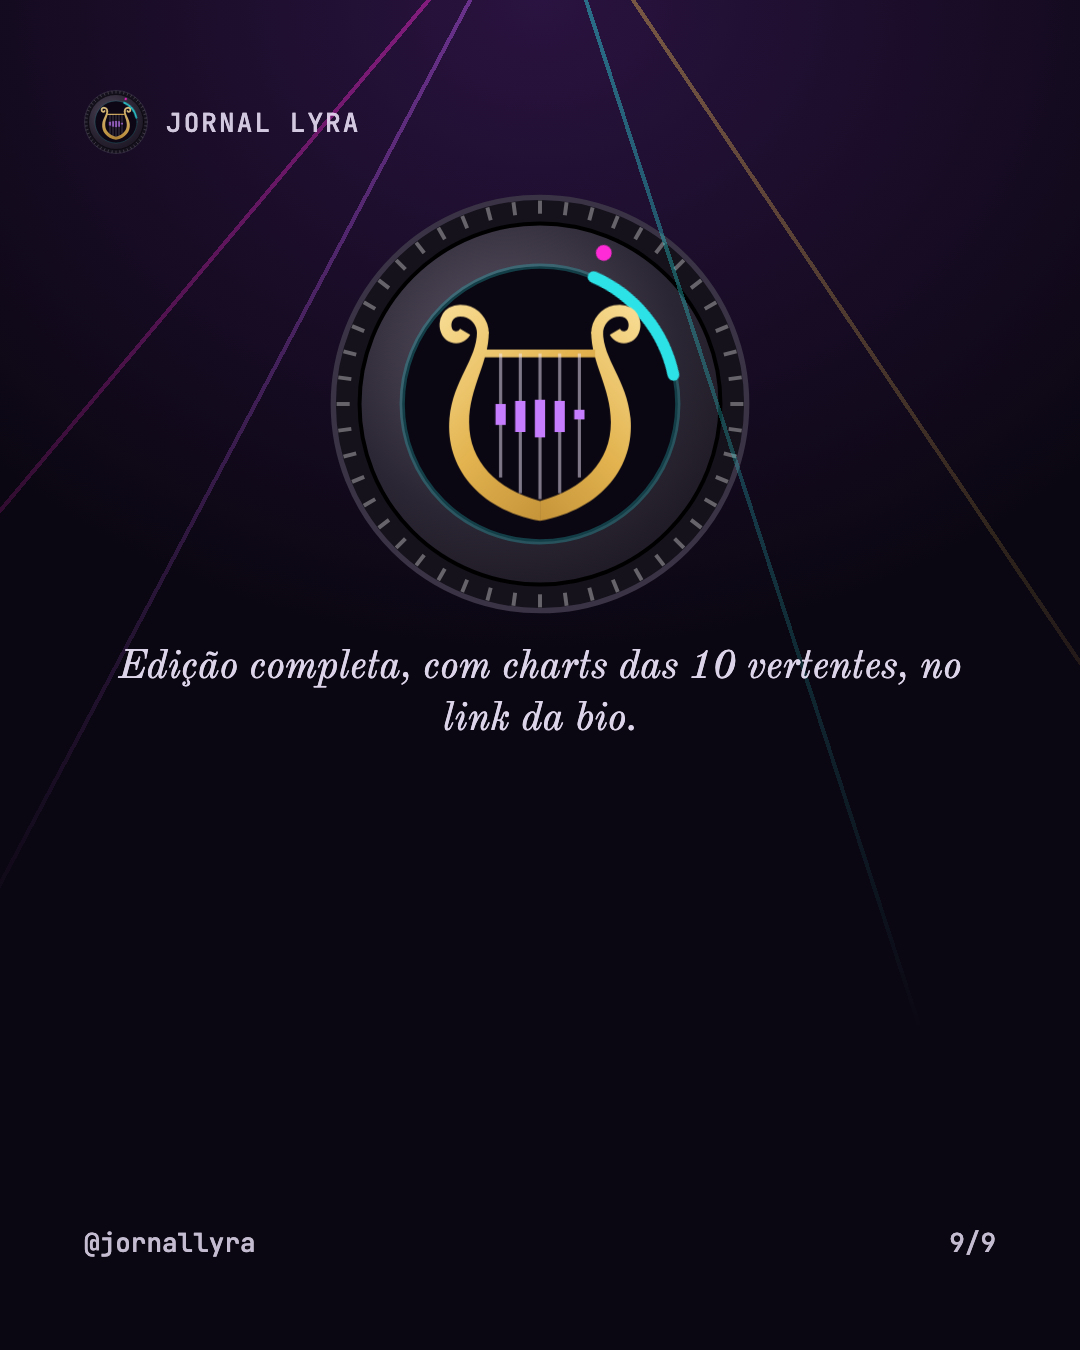 JORNAL LYRA
Edição completa, com charts das 10 vertentes, no
link da bio.
@jornallyra
9/9